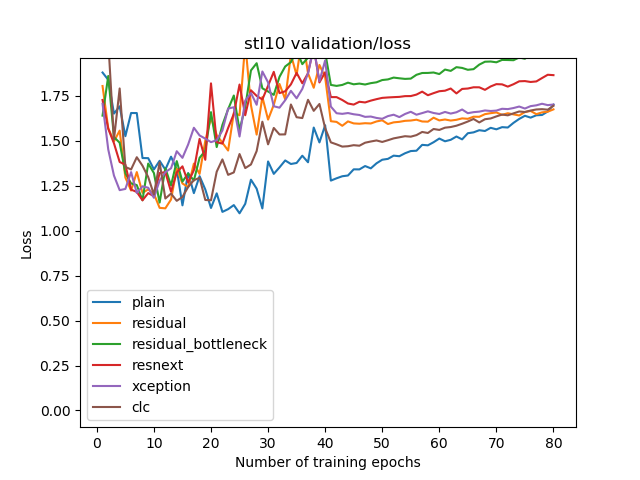 stl10 validation/loss
Loss
1.75
1.50
1.25
1.00
0.75
0.50
0.25
0.00
plain
residual
residual_bottleneck
resnext
xception
clc
0 10 20 30 40 50 60 70 80
Number of training epochs